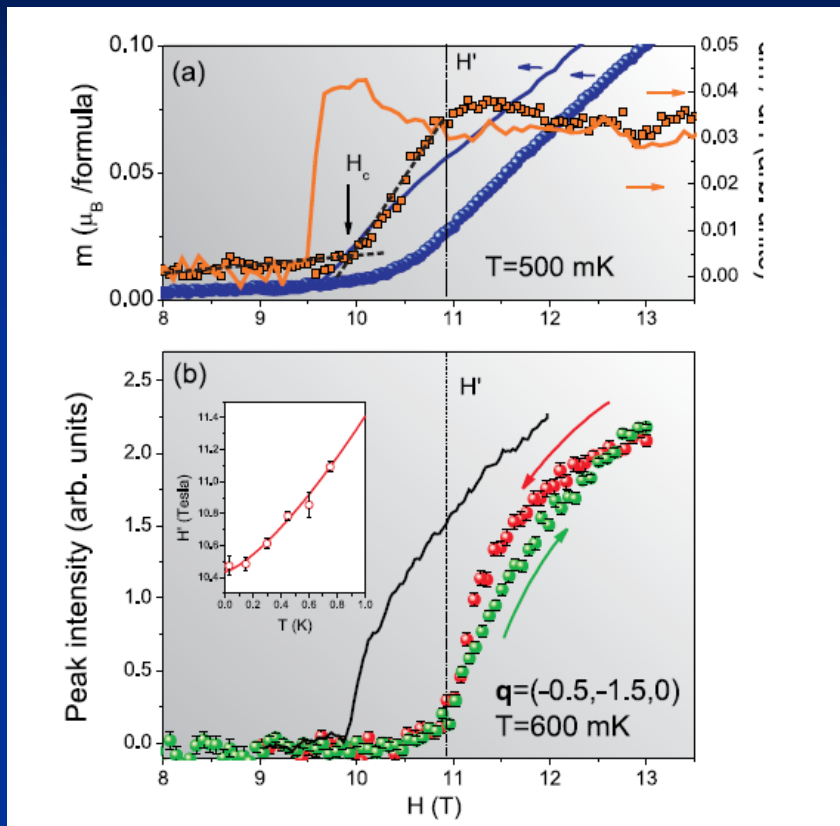 (a)
H'
H_c
T=500 mK
m (μ_B /formula)
0.10
0.05
0.00
0.05
0.04
0.03
0.02
0.01
0.00
8 9 10 11 12 13
(b)
H'
Peak intensity (arb. units)
2.5
2.0
1.5
1.0
0.5
0.0
H' (Tesla)
11.4
11.2
11.0
10.8
10.6
10.4
0.0 0.2 0.4 0.6 0.8 1.0
T (K)
q=(-0.5,-1.5,0)
T=600 mK
8 9 10 11 12 13
H (T)